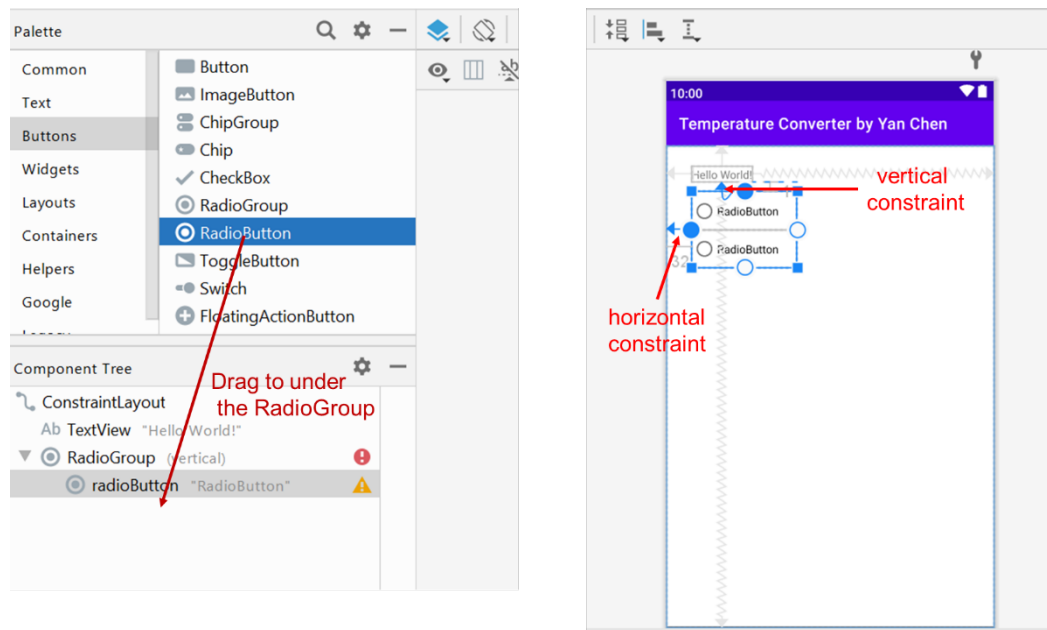 Palette
Common
Text
Buttons
Widgets
Layouts
Containers
Helpers
Google
Legacy
Button
ImageButton
ChipGroup
Chip
CheckBox
RadioGroup
RadioButton
ToggleButton
Switch
FloatingActionButton
Component Tree
Drag to under
the RadioGroup
ConstraintLayout
Ab TextView "Hello World!"
RadioGroup (vertical)
radioButton "RadioButton"
10:00
Temperature Converter by Yan Chen
Hello World!
vertical
constraint
RadioButton
RadioButton
32
horizontal
constraint